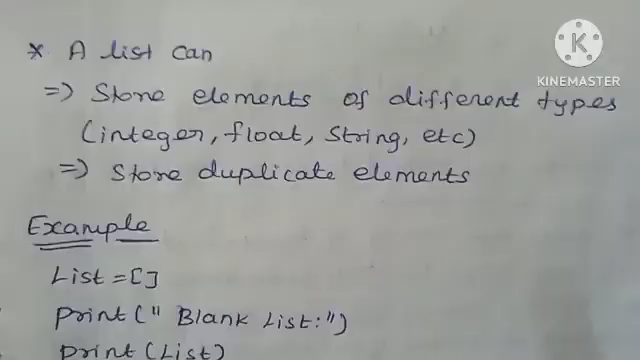 K
KINEMASTER
* A list can
=> Store elements of different types
(integer, float, string, etc)
=> Store duplicate elements
Example
List = []
print(" Blank List:")
print(List)